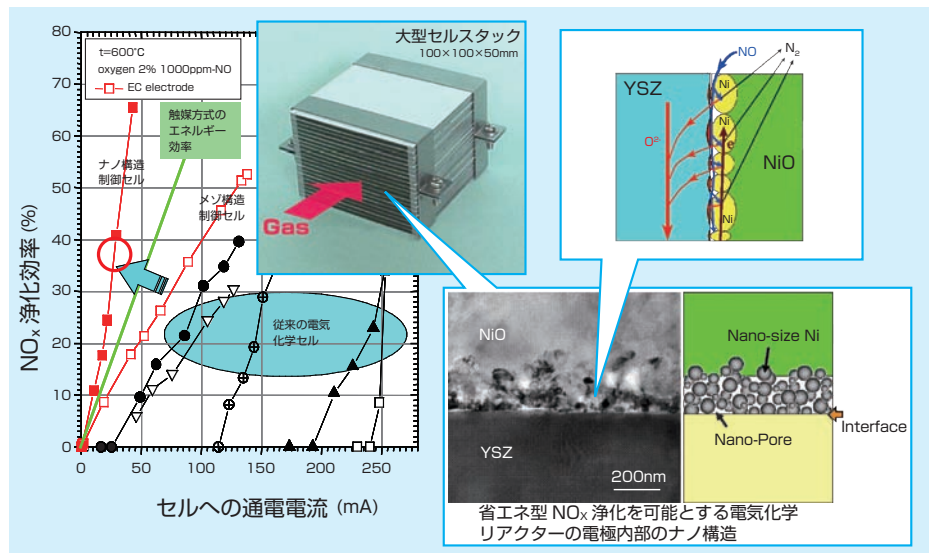 NOx 浄化効率 (%)
80
70
60
50
40
30
20
10
0
t=600°C
oxygen 2% 1000ppm-NO
EC electrode
触媒方式の
エネルギー
効率
ナノ構造
制御セル
メゾ構造
制御セル
従来の電気
化学セル
0
50
100
150
200
250
セルへの通電電流 (mA)
大型セルスタック
100×100×50mm
Gas
NO
N2
YSZ
Ni
Ni
O2-
e-
NiO
Ni
NiO
YSZ
200nm
Nano-size Ni
Interface
Nano-Pore
省エネ型 NOx 浄化を可能とする電気化学
リアクターの電極内部のナノ構造